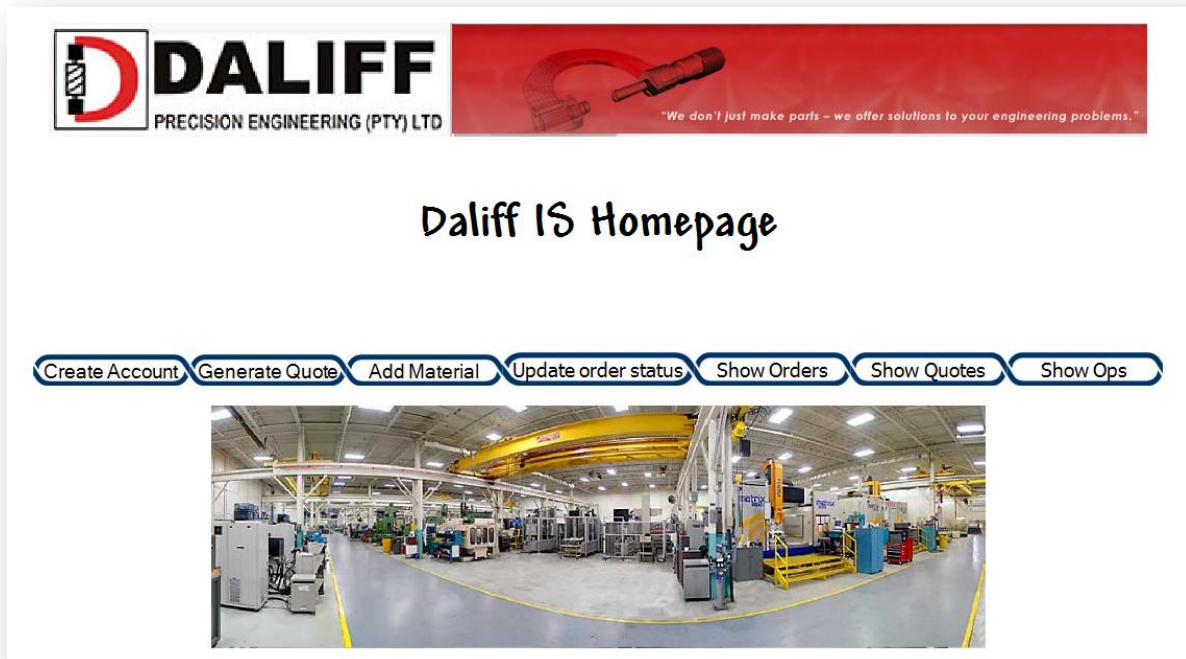 DALIFF
PRECISION ENGINEERING (PTY) LTD
"We don't just make parts – we offer solutions to your engineering problems."
Daliff IS Homepage
Create Account Generate Quote Add Material Update order status Show Orders Show Quotes Show Ops
matrix